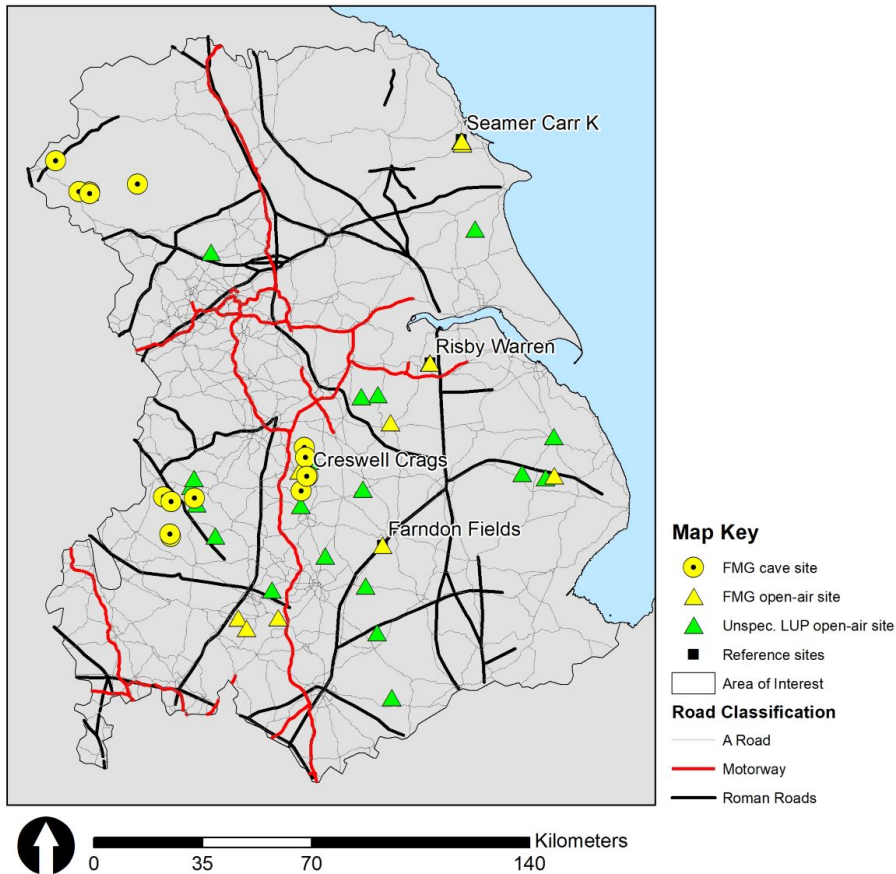 Seamer Carr K
Risby Warren
Creswell Crags
Farndon Fields
Map Key
FMG cave site
FMG open-air site
Unspec. LUP open-air site
Reference sites
Area of Interest
Road Classification
A Road
Motorway
Roman Roads
Kilometers
0 35 70 140